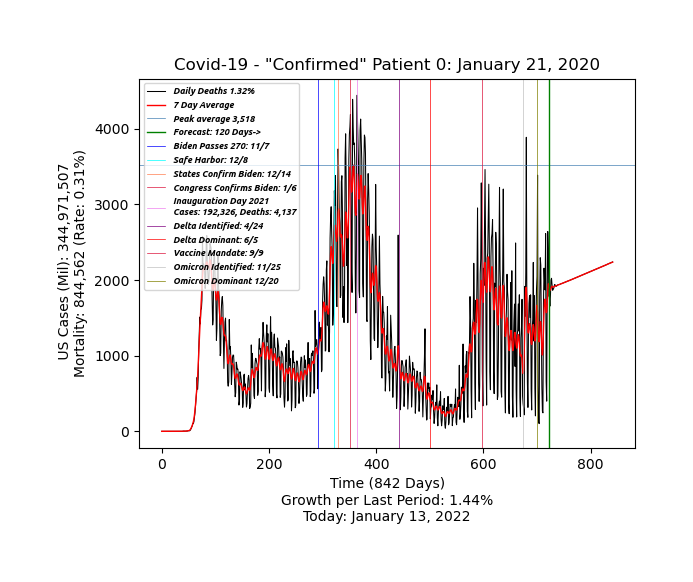 Covid-19 - "Confirmed" Patient 0: January 21, 2020
Daily Deaths 1.32%
7 Day Average
Peak average 3,518
Forecast: 120 Days->
Biden Passes 270: 11/7
Safe Harbor: 12/8
States Confirm Biden: 12/14
Congress Confirms Biden: 1/6
Inauguration Day 2021
Cases: 192,326, Deaths: 4,137
Delta Identified: 4/24
Delta Dominant: 6/5
Vaccine Mandate: 9/9
Omicron Identified: 11/25
Omicron Dominant 12/20
US Cases (Mil): 344,971,507
Mortality: 844,562 (Rate: 0.31%)
4000
3000
2000
1000
0
0 200 400 600 800
Time (842 Days)
Growth per Last Period: 1.44%
Today: January 13, 2022